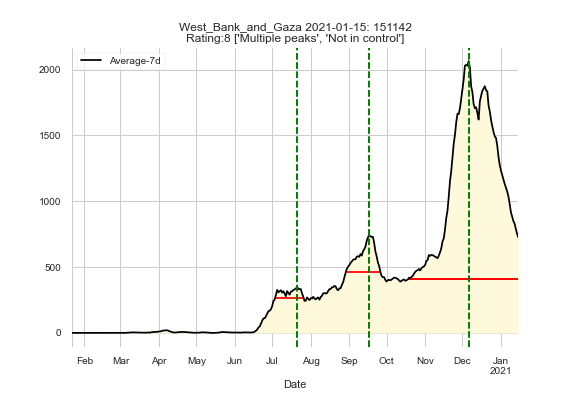 West_Bank_and_Gaza 2021-01-15: 151142
Rating:8 ['Multiple peaks', 'Not in control']
Average-7d
2000
1500
1000
500
0
Feb Mar Apr May Jun Jul Aug Sep Oct Nov Dec Jan
2021
Date